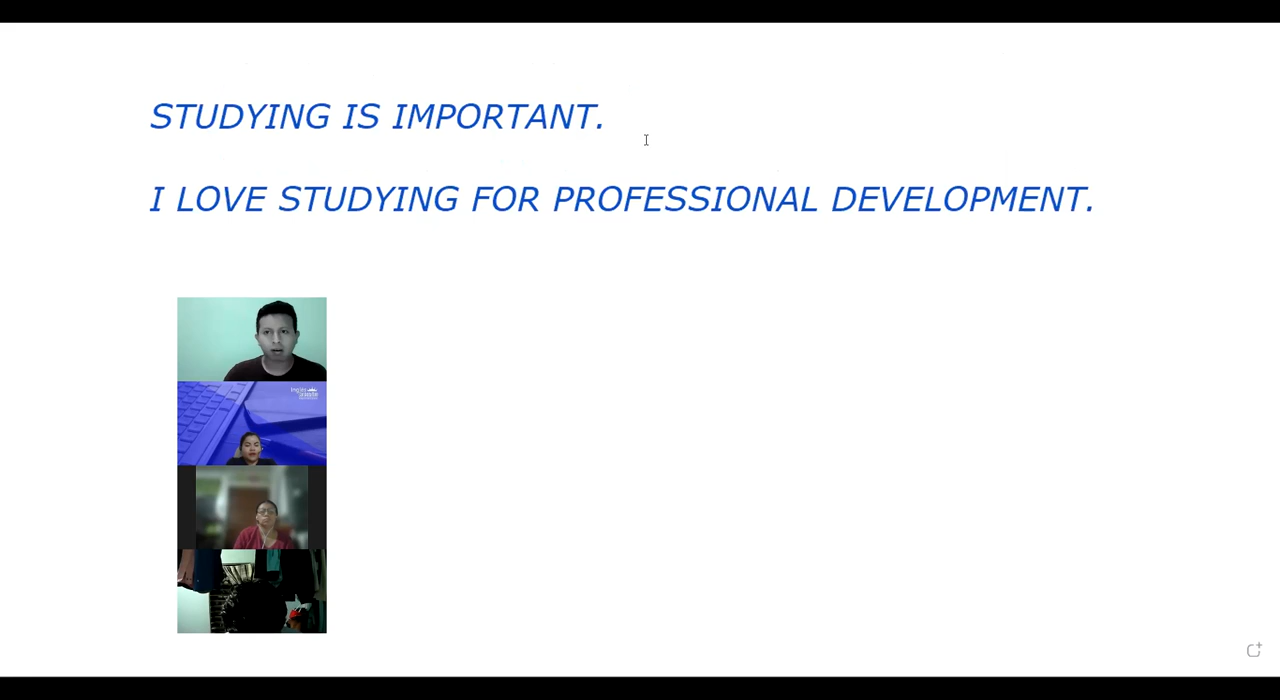 STUDYING IS IMPORTANT.
I LOVE STUDYING FOR PROFESSIONAL DEVELOPMENT.